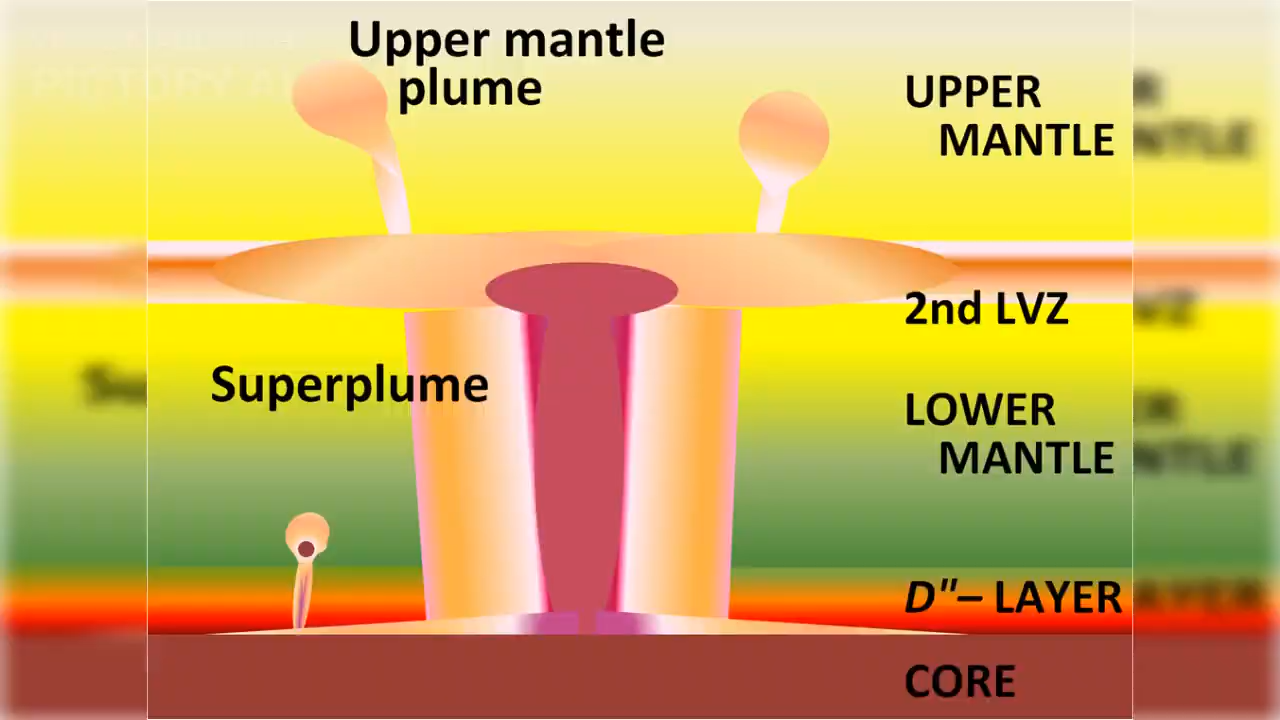 Upper mantle
plume
UPPER
MANTLE
2nd LVZ
Superplume
LOWER
MANTLE
D"– LAYER
CORE